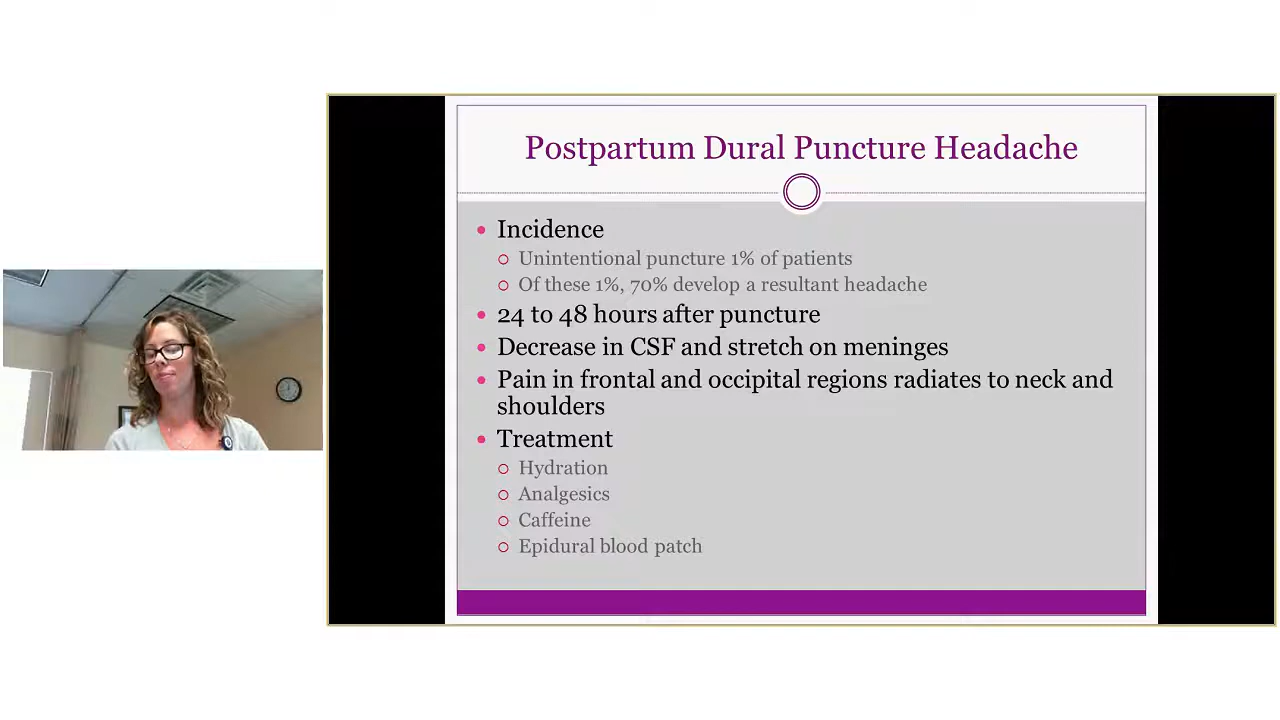 Postpartum Dural Puncture Headache
Incidence
Unintentional puncture 1% of patients
Of these 1%, 70% develop a resultant headache
24 to 48 hours after puncture
Decrease in CSF and stretch on meninges
Pain in frontal and occipital regions radiates to neck and
shoulders
Treatment
Hydration
Analgesics
Caffeine
Epidural blood patch